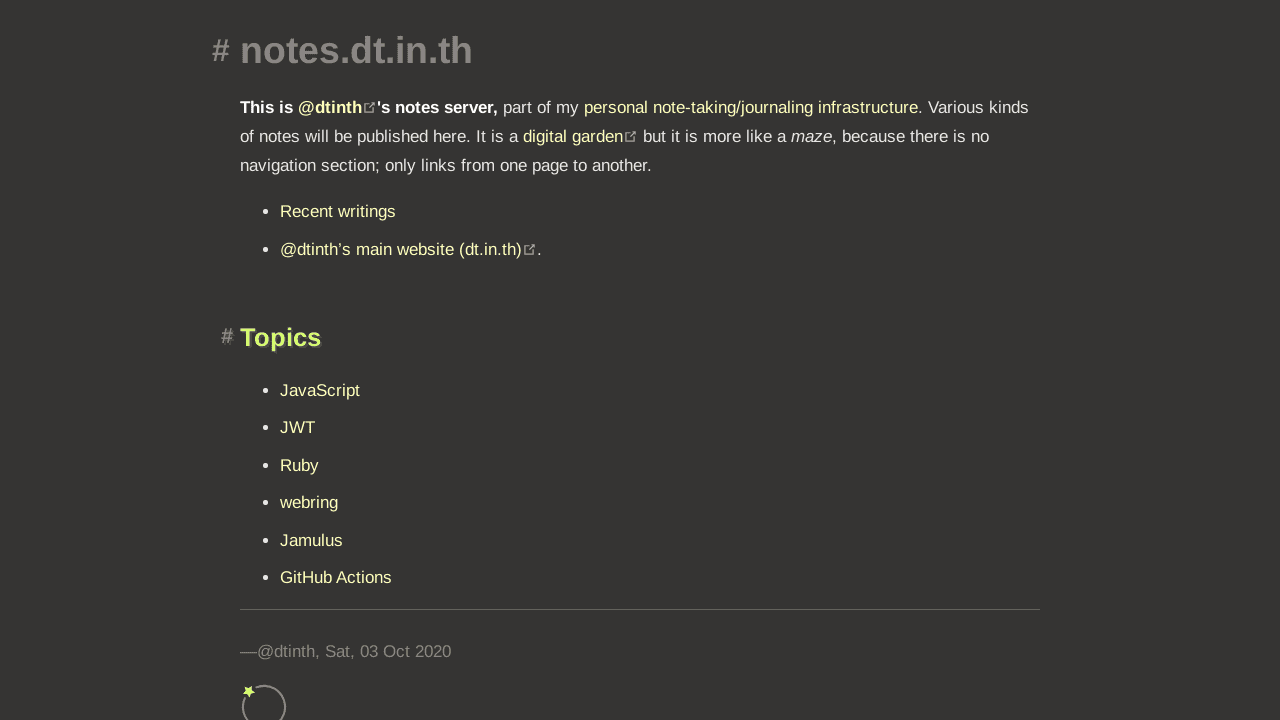 # notes.dt.in.th
This is @dtinth's notes server, part of my personal note-taking/journaling infrastructure. Various kinds
of notes will be published here. It is a digital garden but it is more like a maze, because there is no
navigation section; only links from one page to another.
• Recent writings
• @dtinth’s main website (dt.in.th).
# Topics
• JavaScript
• JWT
• Ruby
• webring
• Jamulus
• GitHub Actions
—@dtinth, Sat, 03 Oct 2020